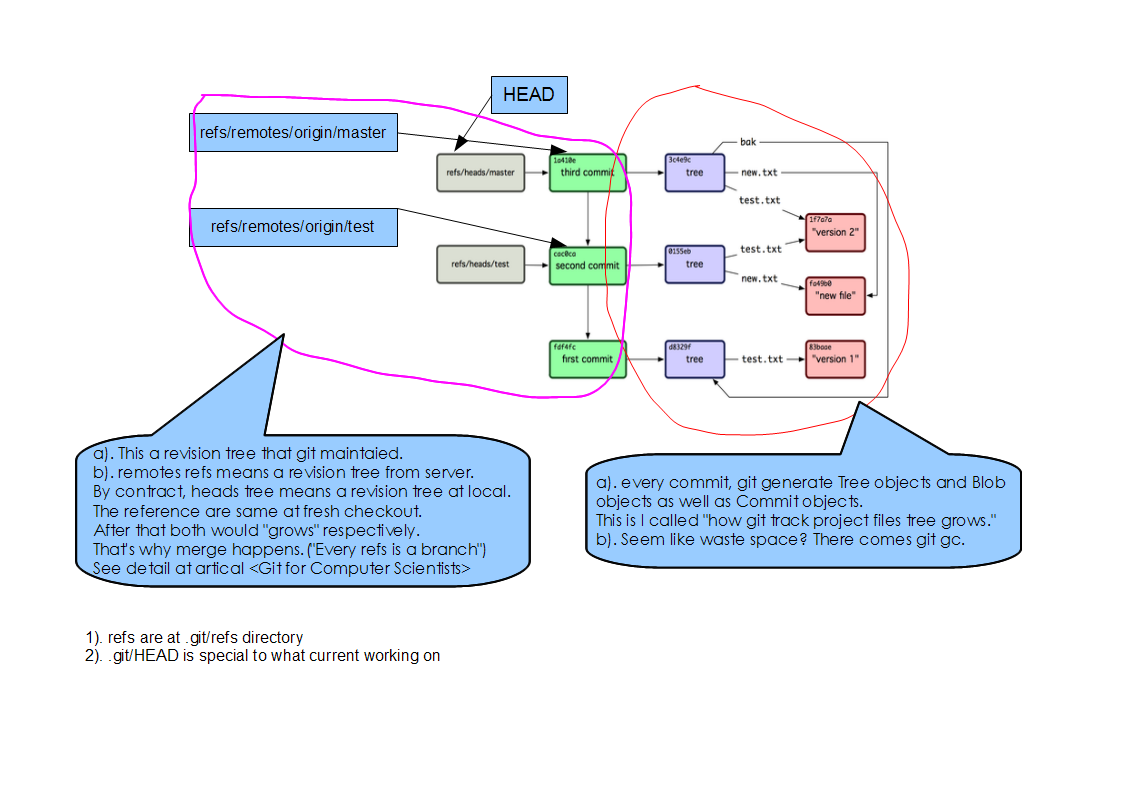 HEAD
refs/remotes/origin/master
refs/remotes/origin/test
refs/heads/master
1a410e
third commit
3c4e9c
tree
bak
new.txt
test.txt
1f7a7a
"version 2"
refs/heads/test
cac0ca
second commit
0155eb
tree
test.txt
new.txt
fa49b0
"new file"
fdf4fc
first commit
d8329f
tree
test.txt
83baae
"version 1"
a). This a revision tree that git maintaied.
b). remotes refs means a revision tree from server.
By contract, heads tree means a revision tree at local.
The reference are same at fresh checkout.
After that both would "grows" respectively.
That's why merge happens. ("Every refs is a branch")
See detail at artical <Git for Computer Scientists>
a). every commit, git generate Tree objects and Blob
objects as well as Commit objects.
This is I called "how git track project files tree grows."
b). Seem like waste space? There comes git gc.
1). refs are at .git/refs directory
2). .git/HEAD is special to what current working on